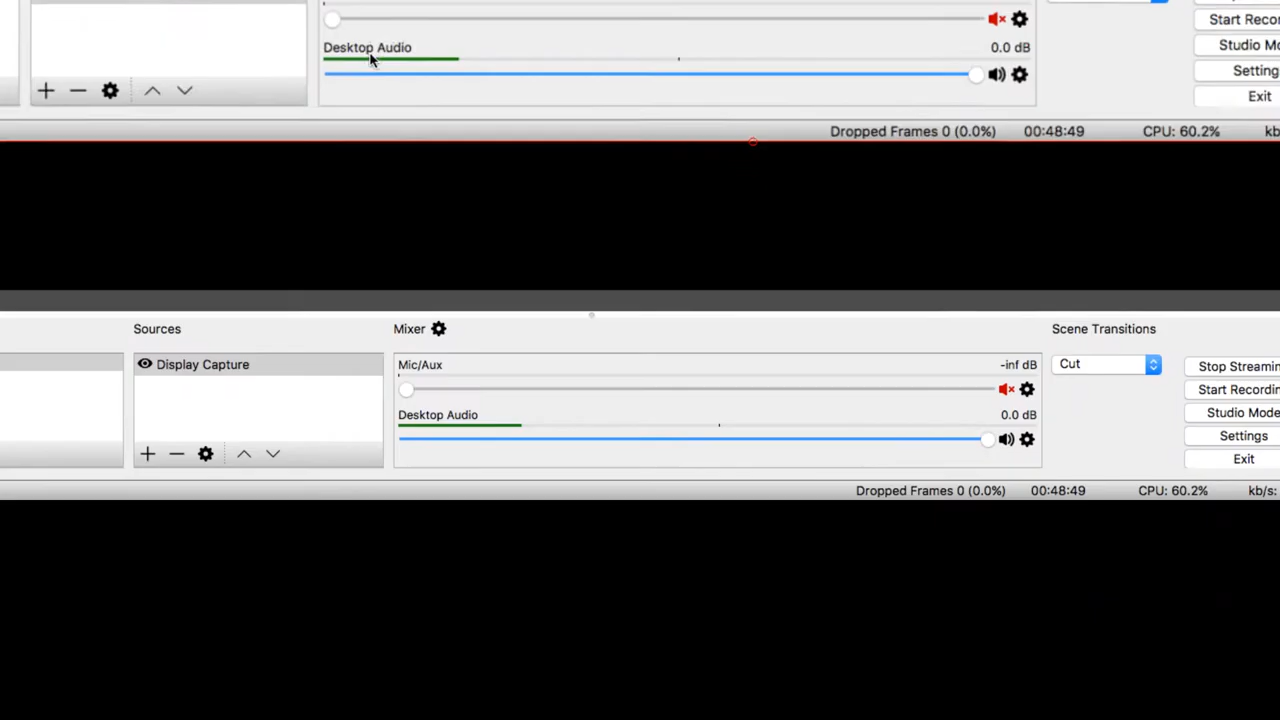 Start Recor
Desktop Audio 0.0 dB
Studio Mo
Setting
Exit
Dropped Frames 0 (0.0%) 00:48:49 CPU: 60.2% kb
Sources Mixer Scene Transitions
Display Capture Mic/Aux -inf dB Cut Stop Streamin
Start Recordin
Desktop Audio 0.0 dB Studio Mode
Settings
Exit
Dropped Frames 0 (0.0%) 00:48:49 CPU: 60.2% kb/s: